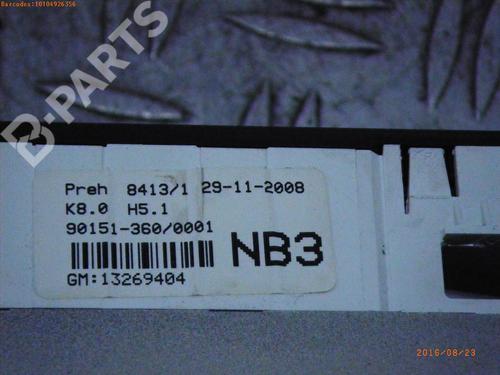 Barcodes:10104926356
B-PARTS
Preh 8413/1 29-11-2008
K8.0 H5.1
90151-360/0001
NB3
GM:13269404
2016/08/23